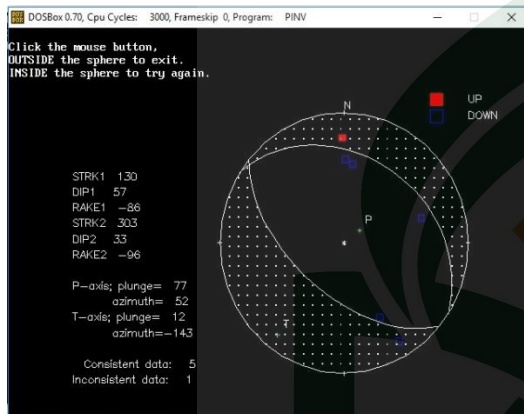 DOSBox 0.70, Cpu Cycles: 3000, Frameskip 0, Program: PINV
Click the mouse button,
OUTSIDE the sphere to exit.
INSIDE the sphere to try again.
N
UP
DOWN
STRK1 130
DIP1 57
RAKE1 -86
STRK2 303
DIP2 33
RAKE2 -96
P
P-axis; plunge= 77
azimuth= 52
T-axis; plunge= 12
azimuth=-143
T
Consistent data: 5
Inconsistent data: 1